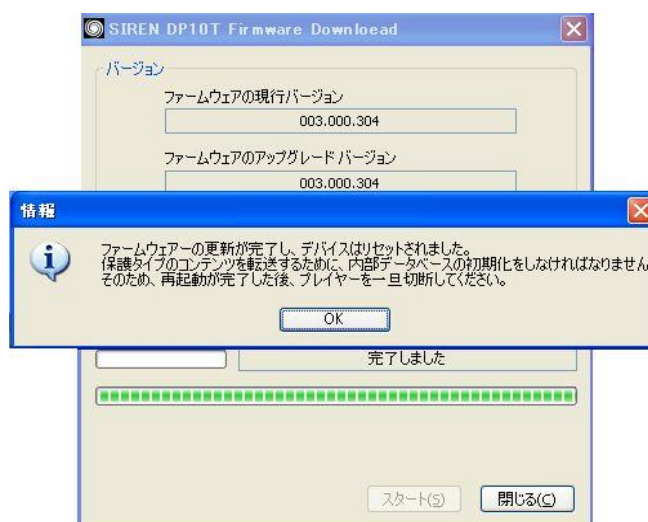 SIREN DP10T Firmware Downloead
バージョン
ファームウェアの現行バージョン
003.000.304
ファームウェアのアップグレード バージョン
003.000.304
情報
ファームウェアーの更新が完了し、デバイスはリセットされました。
保護タイプのコンテンツを転送するために、内部データベースの初期化をしなければなりません
そのため、再起動が完了した後、プレイヤーを一旦切断してください。
OK
完了しました
スタート(S)
閉じる(C)